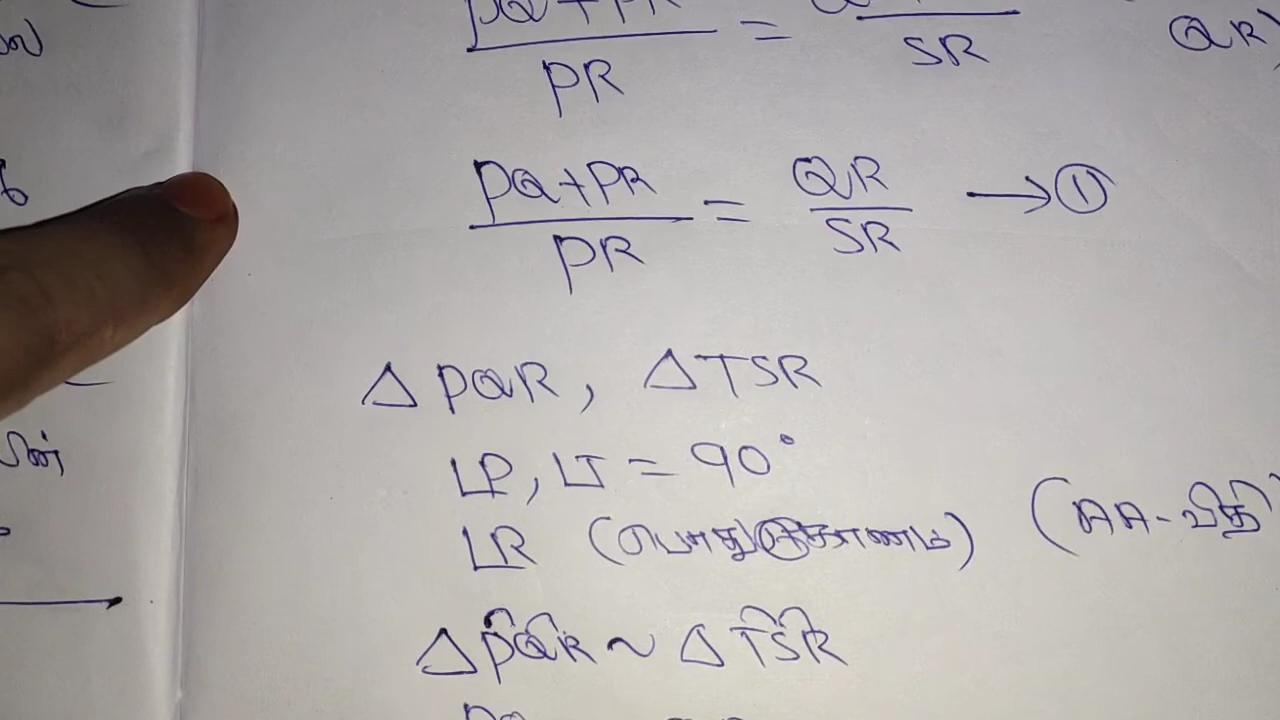 PQ+PR / PR = / SR QR)
PQ+PR / PR = QR / SR → ①
Δ PQR, Δ TSR
∟P, ∟T = 90°
∟R (பொதுகோணம்) (AA-விதி
Δ PQR ~ Δ TSR